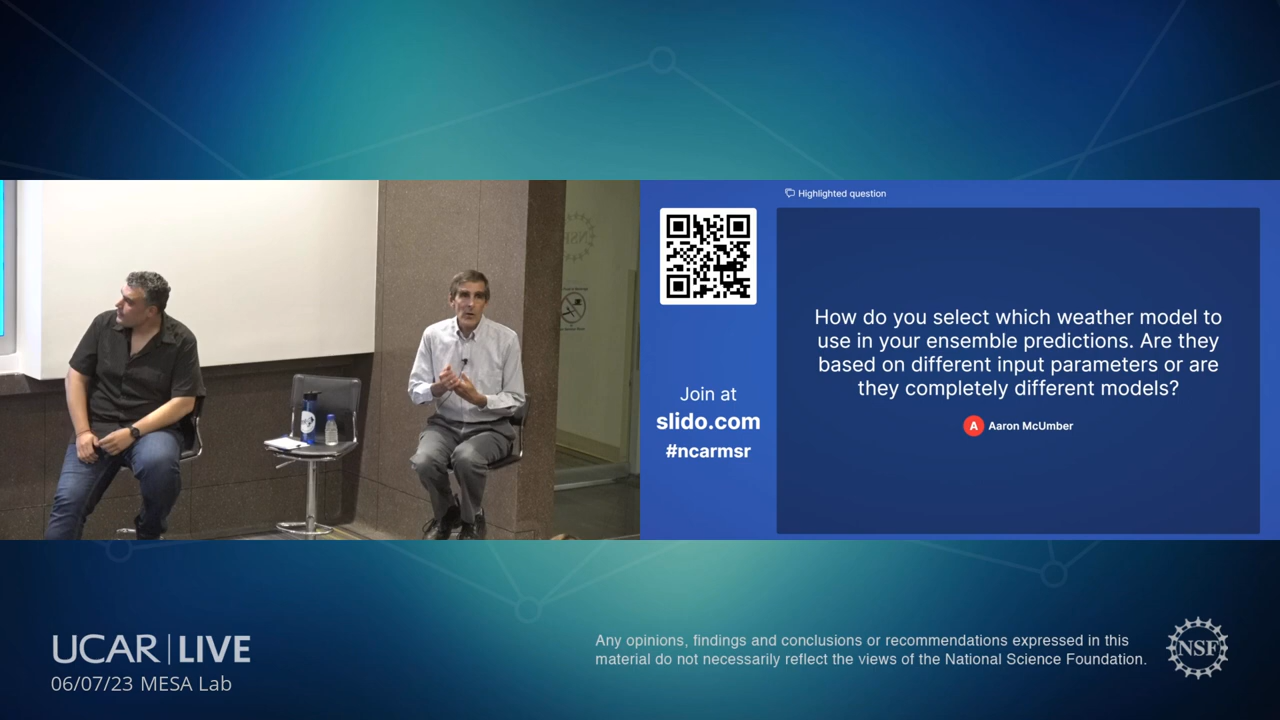 Highlighted question
How do you select which weather model to
use in your ensemble predictions. Are they
based on different input parameters or are
they completely different models?
A Aaron McUmber
Join at
slido.com
#ncarmsr
NSF
UCAR | LIVE
06/07/23 MESA Lab
Any opinions, findings and conclusions or recommendations expressed in this
material do not necessarily reflect the views of the National Science Foundation.
NSF